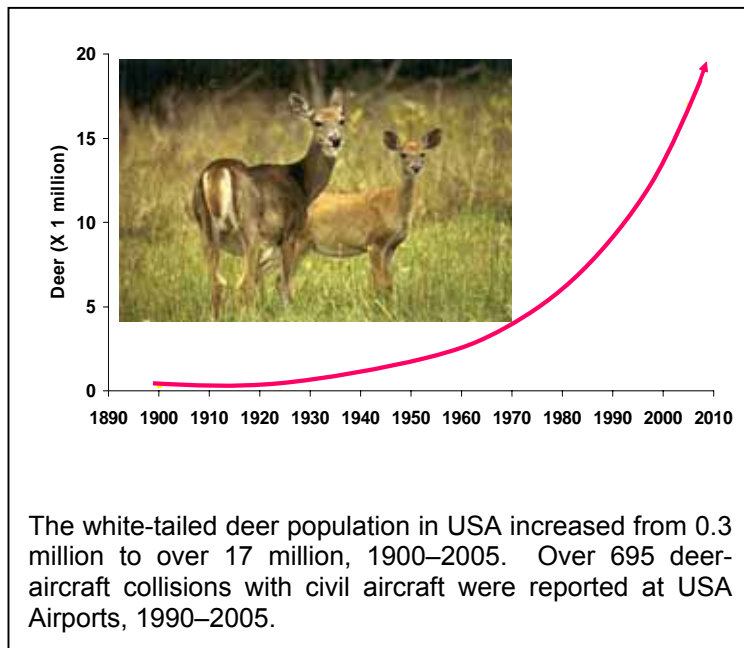 20
15
10
5
0
Deer (X 1 million)
1890 1900 1910 1920 1930 1940 1950 1960 1970 1980 1990 1995 2000 2010
The white-tailed deer population in USA increased from 0.3
million to over 17 million, 1900–2005. Over 695 deer-
aircraft collisions with civil aircraft were reported at USA
Airports, 1990–2005.